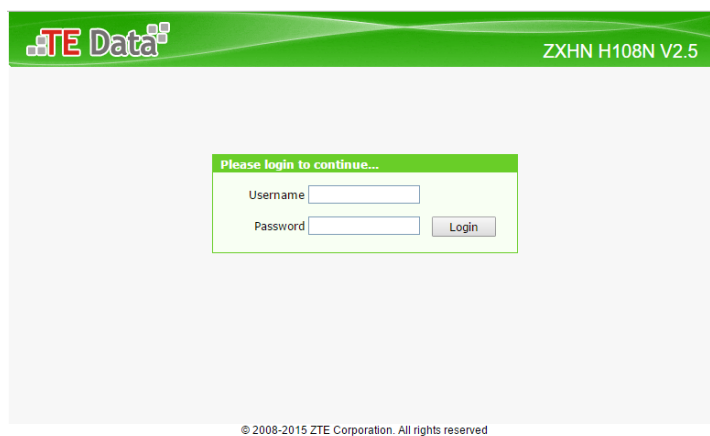 TE Data
ZXHN H108N V2.5
Please login to continue...
Username
Password
Login
© 2008-2015 ZTE Corporation. All rights reserved